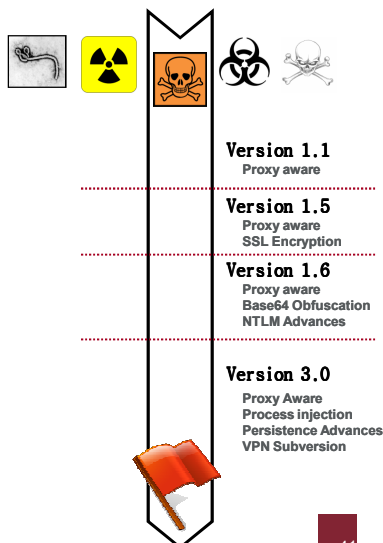 Version 1.1
Proxy aware
Version 1.5
Proxy aware
SSL Encryption
Version 1.6
Proxy aware
Base64 Obfuscation
NTLM Advances
Version 3.0
Proxy Aware
Process injection
Persistence Advances
VPN Subversion